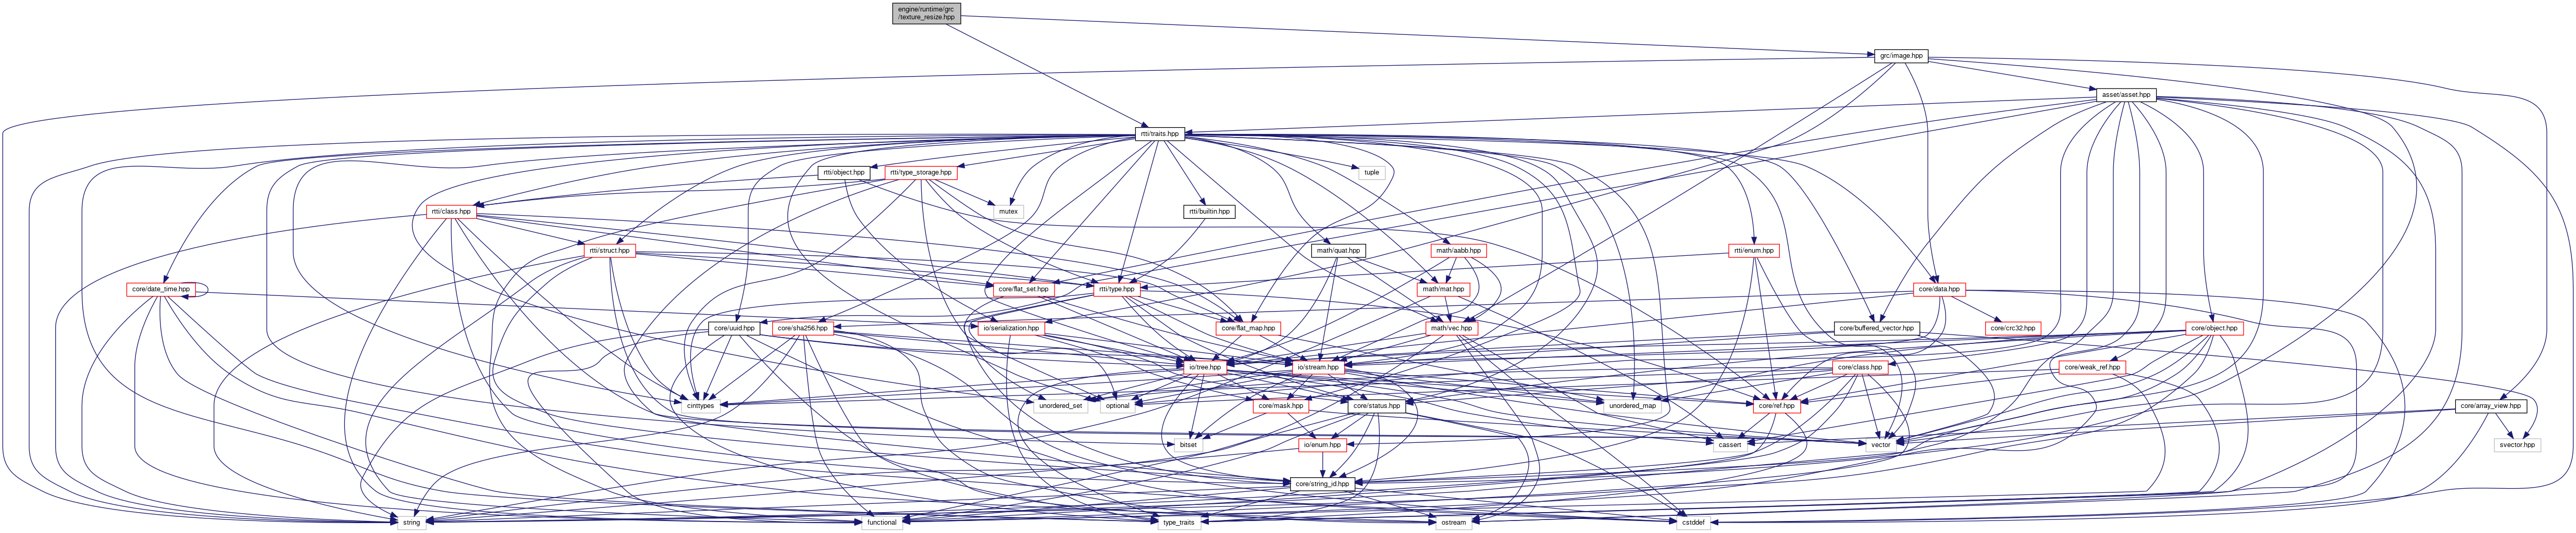 engine/runtime/grc
/texture_resize.hpp
grc/image.hpp
asset/asset.hpp
rtti/traits.hpp
rtti/object.hpp
rtti/type_storage.hpp
tuple
rtti/class.hpp
mutex
rtti/builtin.hpp
rtti/struct.hpp
math/quat.hpp
math/aabb.hpp
rtti/enum.hpp
core/date_time.hpp
core/flat_set.hpp
rtti/type.hpp
math/mat.hpp
core/data.hpp
core/uuid.hpp
core/sha256.hpp
io/serialization.hpp
core/flat_map.hpp
math/vec.hpp
core/buffered_vector.hpp
core/crc32.hpp
core/object.hpp
io/tree.hpp
io/stream.hpp
core/class.hpp
core/weak_ref.hpp
cinttypes
unordered_set
optional
core/mask.hpp
core/status.hpp
unordered_map
core/ref.hpp
core/array_view.hpp
bitset
io/enum.hpp
cassert
vector
svector.hpp
core/string_id.hpp
string
functional
type_traits
ostream
cstddef